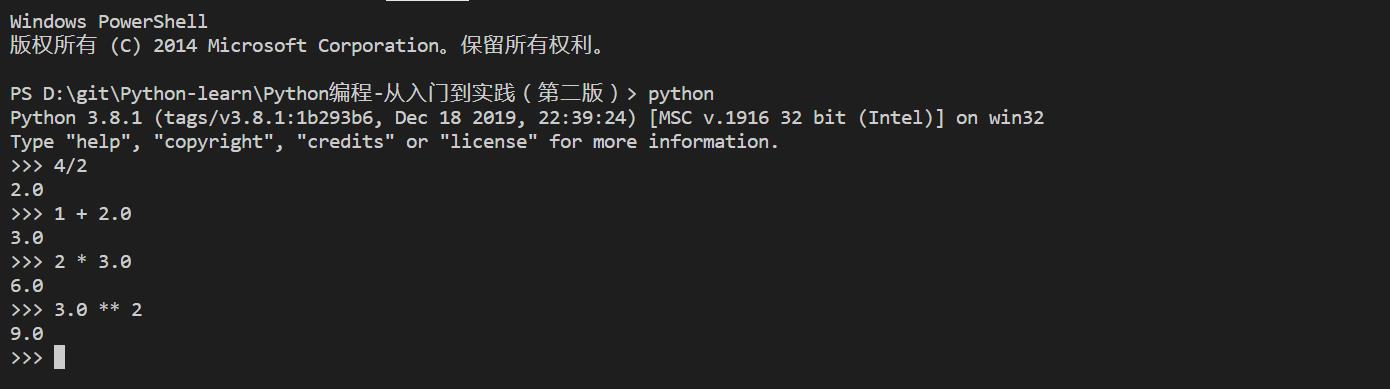 Windows PowerShell
版权所有 (C) 2014 Microsoft Corporation。保留所有权利。
PS D:\git\Python-learn\Python编程-从入门到实践（第二版）> python
Python 3.8.1 (tags/v3.8.1:1b293b6, Dec 18 2019, 22:39:24) [MSC v.1916 32 bit (Intel)] on win32
Type "help", "copyright", "credits" or "license" for more information.
>>> 4/2
2.0
>>> 1 + 2.0
3.0
>>> 2 * 3.0
6.0
>>> 3.0 ** 2
9.0
>>>